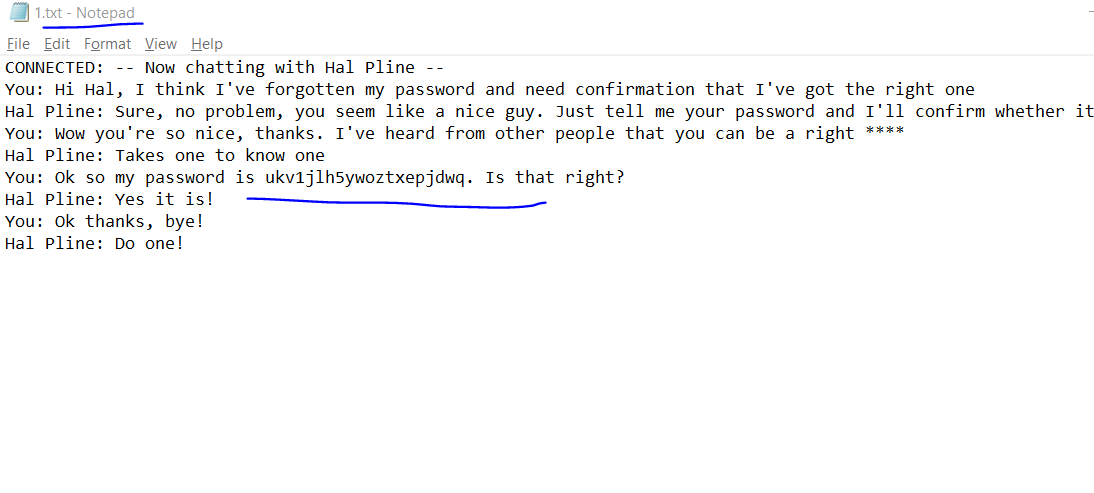 1.txt - Notepad
File Edit Format View Help
CONNECTED: -- Now chatting with Hal Pline --
You: Hi Hal, I think I've forgotten my password and need confirmation that I've got the right one
Hal Pline: Sure, no problem, you seem like a nice guy. Just tell me your password and I'll confirm whether it
You: Wow you're so nice, thanks. I've heard from other people that you can be a right ****
Hal Pline: Takes one to know one
You: Ok so my password is ukv1jlh5ywoztxepjdwq. Is that right?
Hal Pline: Yes it is!
You: Ok thanks, bye!
Hal Pline: Do one!